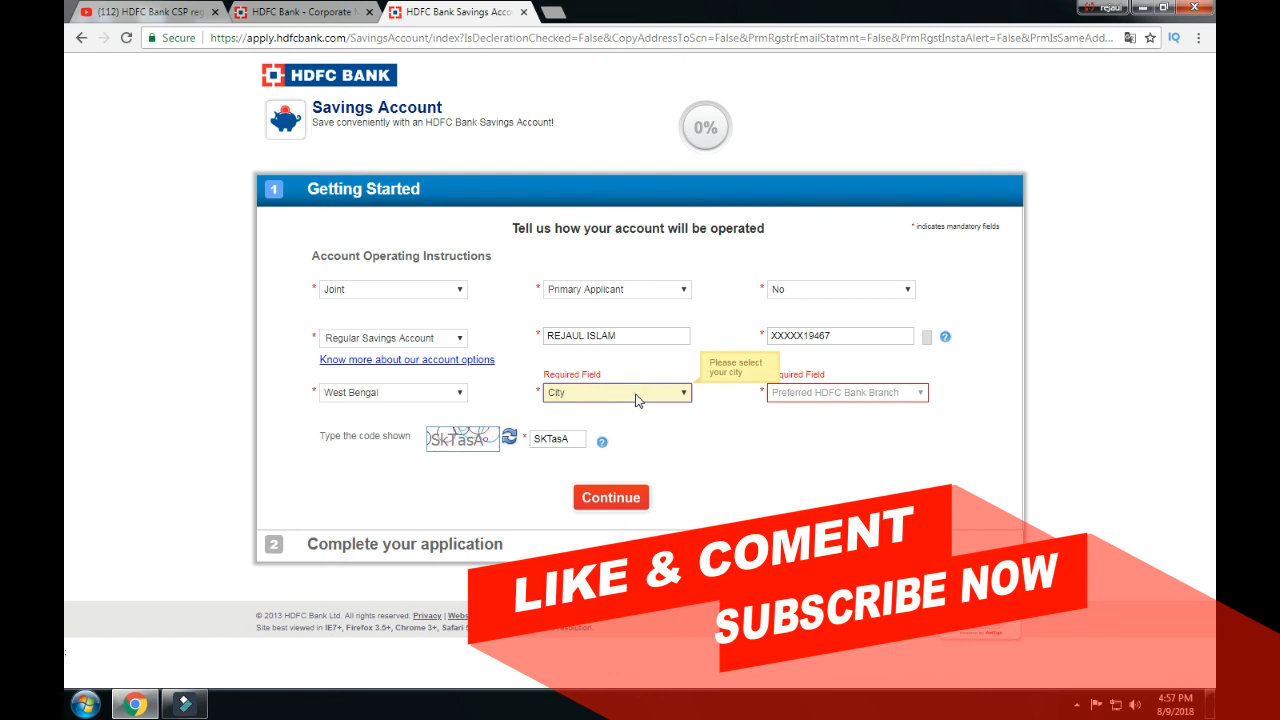 (112) HDFC Bank CSP reg
HDFC Bank - Corporate
HDFC Bank Savings Acco
rejaul
Secure
https://apply.hdfcbank.com/SavingsAccount/index?IsDeclerationChecked=False&CopyAddressToScn=False&PrmRgstrEmailStatmnt=False&PrmRgstInstaAlert=False&PrmIsSameAdd...
IQ
HDFC BANK
Savings Account
Save conveniently with an HDFC Bank Savings Account!
0%
1 Getting Started
Tell us how your account will be operated
* indicates mandatory fields
Account Operating Instructions
* Joint
* Primary Applicant
* No
* Regular Savings Account
* REJAUL ISLAM
* XXXXX19467
?
Know more about our account options
Please select
your city
Required Field
quired Field
* West Bengal
* City
* Preferred HDFC Bank Branch
Type the code shown
SkTasA
* SKTasA
?
Continue
2 Complete your application
LIKE & COMENT
SUBSCRIBE NOW
© 2013 HDFC Bank Ltd. All rights reserved. Privacy | Webs
Site best viewed in IE7+, Firefox 3.5+, Chrome 3+, Safari
4:57 PM
8/9/2018